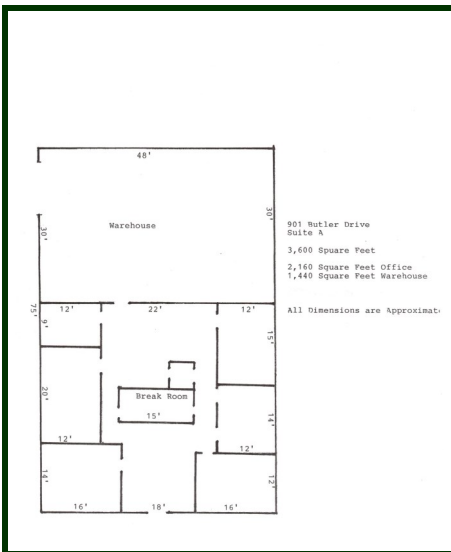 48'
30'
30'
Warehouse
901 Butler Drive
Suite A
3,600 Spuare Feet
2,160 Square Feet Office
1,440 Square Feet Warehouse
All Dimensions are Approximate
75'
12'
22'
12'
9'
15'
20'
Break Room
15'
14'
12'
12'
14'
12'
16'
18'
16'